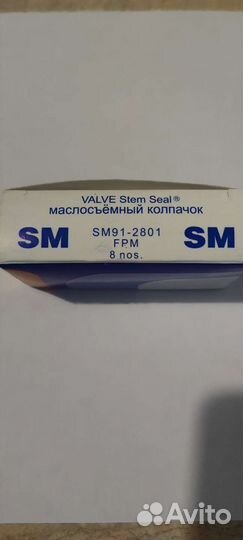 VALVE Stem Seal®
маслосъёмный колпачок
SM SM91-2801 SM
FPM
8 nos.
Avito